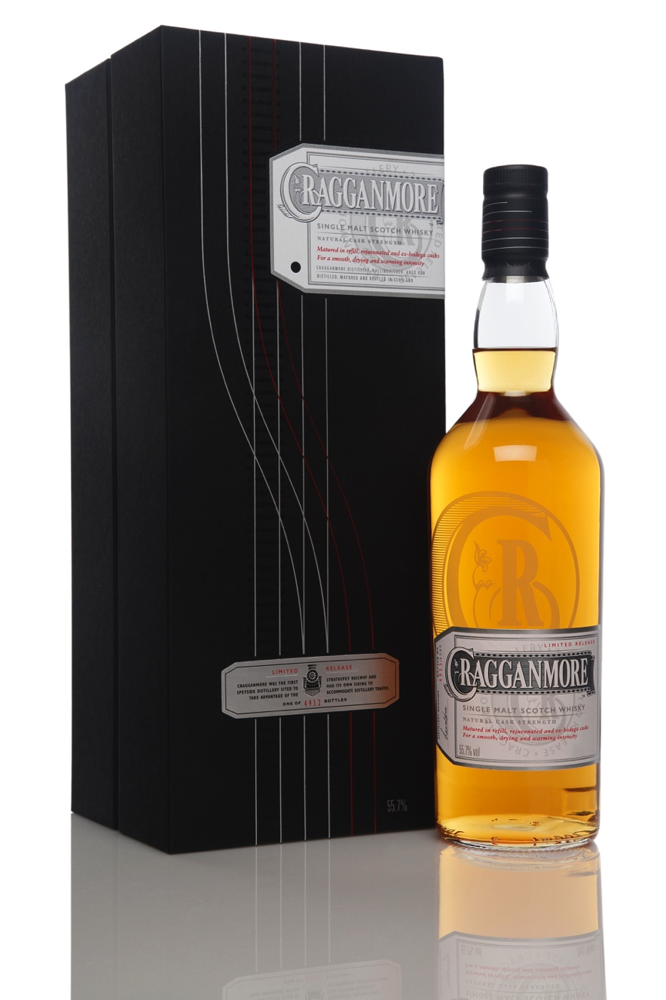 CRAGGANMORE
SINGLE MALT SCOTCH WHISKY
NATURAL CASK STRENGTH
Matured in refill, rejuvenated and ex-bodega casks
For a smooth, drying and warming intensity
CRAGGANMORE DISTILLERY, BALLINDALLOCH, AB37 9AB
DISTILLED, MATURED AND BOTTLED IN SCOTLAND
LIMITED RELEASE
CRAGGANMORE WAS THE FIRST
SPEYSIDE DISTILLERY SITED TO
TAKE ADVANTAGE OF THE
STRATHSPEY RAILWAY AND
HAD ITS OWN SIDING TO
ACCOMMODATE DISTILLERY TRAFFIC.
ONE OF 4932 BOTTLES
55.7%
CR
LIMITED RELEASE
CRAGGANMORE
SINGLE MALT SCOTCH WHISKY
NATURAL CASK STRENGTH
Matured in refill, rejuvenated and ex-bodega casks
For a smooth, drying and warming intensity
55.7% vol